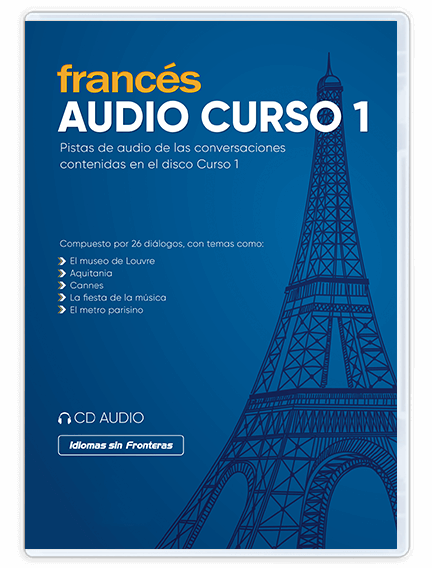 francés
AUDIO CURSO 1
Pistas de audio de las conversaciones
contenidas en el disco Curso 1
Compuesto por 26 diálogos, con temas como:
El museo de Louvre
Aquitania
Cannes
La fiesta de la música
El metro parisino
CD AUDIO
Idiomas sin Fronteras